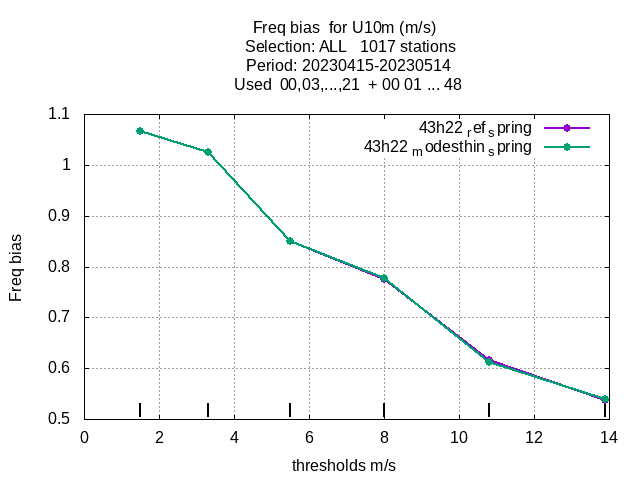 Freq bias  for U10m (m/s)
Selection: ALL   1017 stations
Period: 20230415-20230514
Used  00,03,...,21  + 00 01 ... 48
43h22 ref spring
43h22 modesthin spring
1.1
1
0.9
0.8
0.7
0.6
0.5
Freq bias
0 2 4 6 8 10 12 14
thresholds m/s